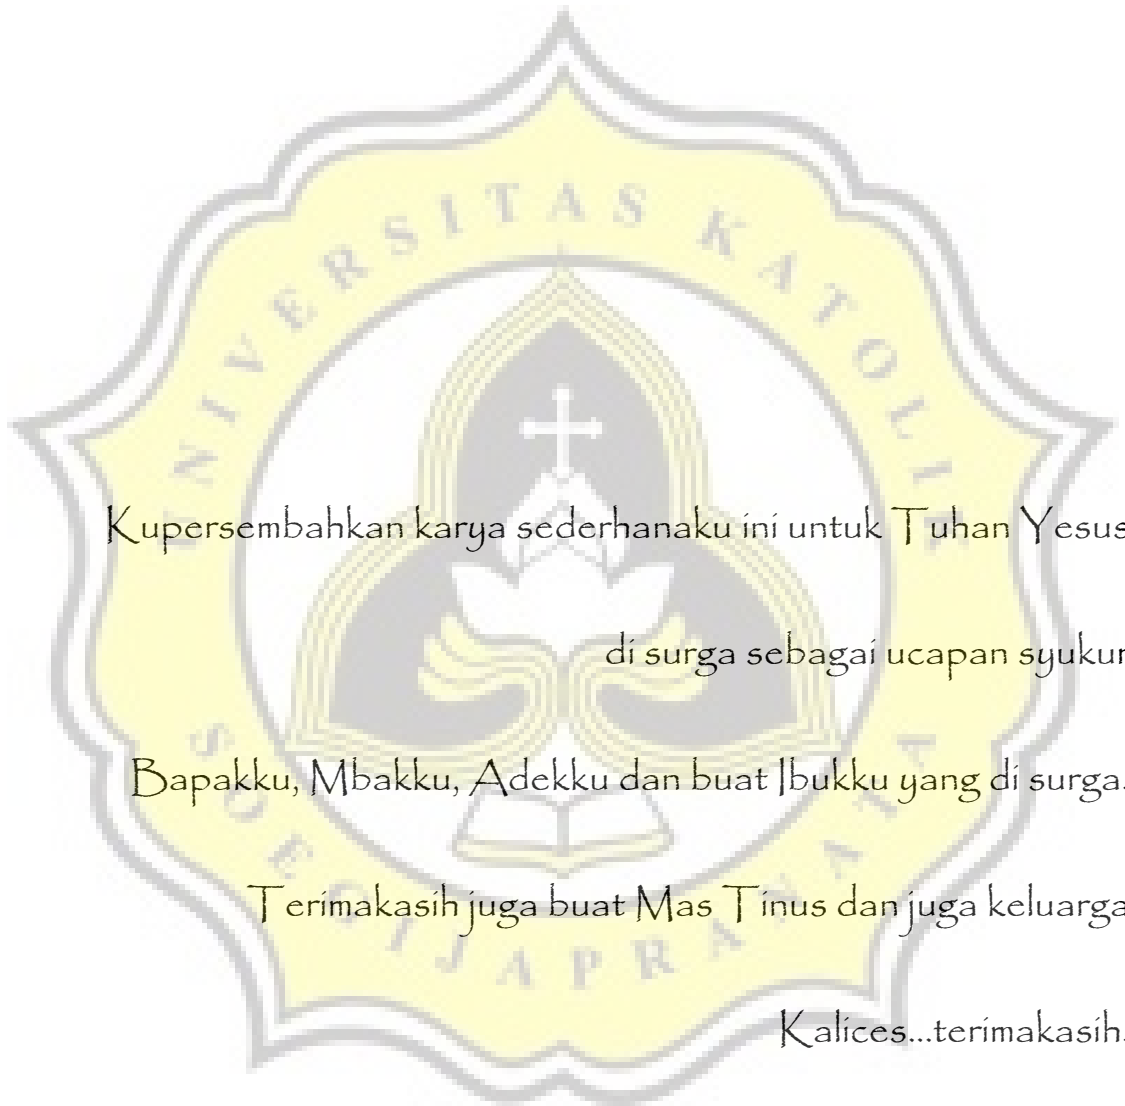 UNIVERSITAS KATOLIK
Kupersembahkan karya sederhanaku ini untuk Tuhan Yesus
di surga sebagai ucapan syukur
Bapakku, Mbakku, Adekku dan buat Ibukku yang di surga.
Terimakasih juga buat Mas Tinus dan juga keluarga
Kalices...terimakasih.
SOEGIJAPRANATA